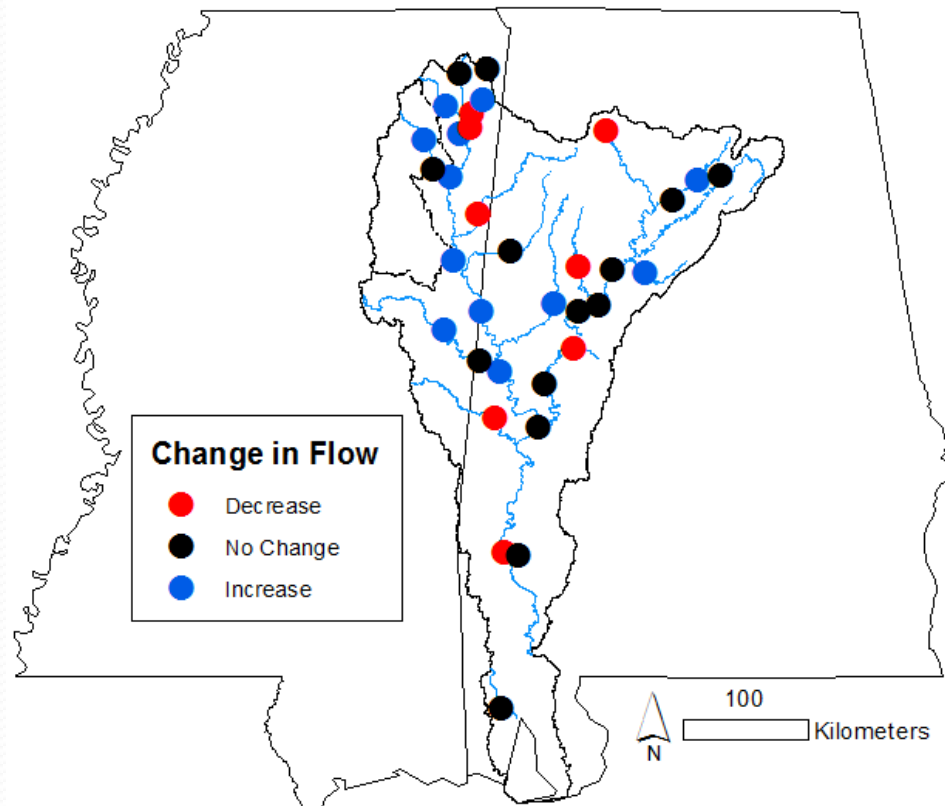 Change in Flow
Decrease
No Change
Increase
100
Kilometers
N